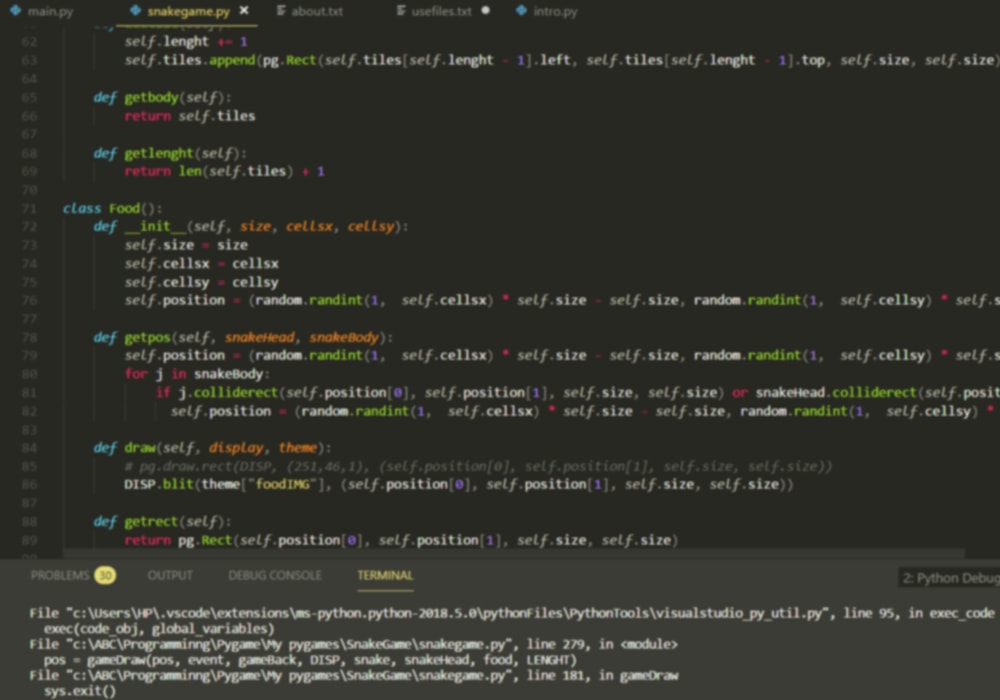 main.py snakegame.py × about.txt usefiles.txt ● intro.py
62 self.lenght += 1
63 self.tiles.append(pg.Rect(self.tiles[self.lenght - 1].left, self.tiles[self.lenght - 1].top, self.size, self.size)
64
65 def getbody(self):
66 return self.tiles
67
68 def getlenght(self):
69 return len(self.tiles) + 1
70
71 class Food():
72 def __init__(self, size, cellsx, cellsy):
73 self.size = size
74 self.cellsx = cellsx
75 self.cellsy = cellsy
76 self.position = (random.randint(1,  self.cellsx) * self.size - self.size, random.randint(1,  self.cellsy) * self.s
77
78 def getpos(self, snakeHead, snakeBody):
79 self.position = (random.randint(1,  self.cellsx) * self.size - self.size, random.randint(1,  self.cellsy) * self.s
80 for j in snakeBody:
81 if j.colliderect(self.position[0], self.position[1], self.size, self.size) or snakeHead.colliderect(self.posit
82 self.position = (random.randint(1,  self.cellsx) * self.size - self.size, random.randint(1,  self.cellsy) *
83
84 def draw(self, display, theme):
85 # pg.draw.rect(DISP, (251,46,1), (self.position[0], self.position[1], self.size, self.size))
86 DISP.blit(theme["foodIMG"], (self.position[0], self.position[1], self.size, self.size))
87
88 def getrect(self):
89 return pg.Rect(self.position[0], self.position[1], self.size, self.size)
PROBLEMS 30 OUTPUT DEBUG CONSOLE TERMINAL 2: Python Debug
File "c:\Users\HP\.vscode\extensions\ms-python.python-2018.5.0\pythonFiles\PythonTools\visualstudio_py_util.py", line 95, in exec_code
exec(code_obj, global_variables)
File "c:\ABC\Programminng\Pygame\My pygames\SnakeGame\snakegame.py", line 279, in <module>
pos = gameDraw(pos, event, gameBack, DISP, snake, snakeHead, food, LENGHT)
File "c:\ABC\Programminng\Pygame\My pygames\SnakeGame\snakegame.py", line 181, in gameDraw
sys.exit()